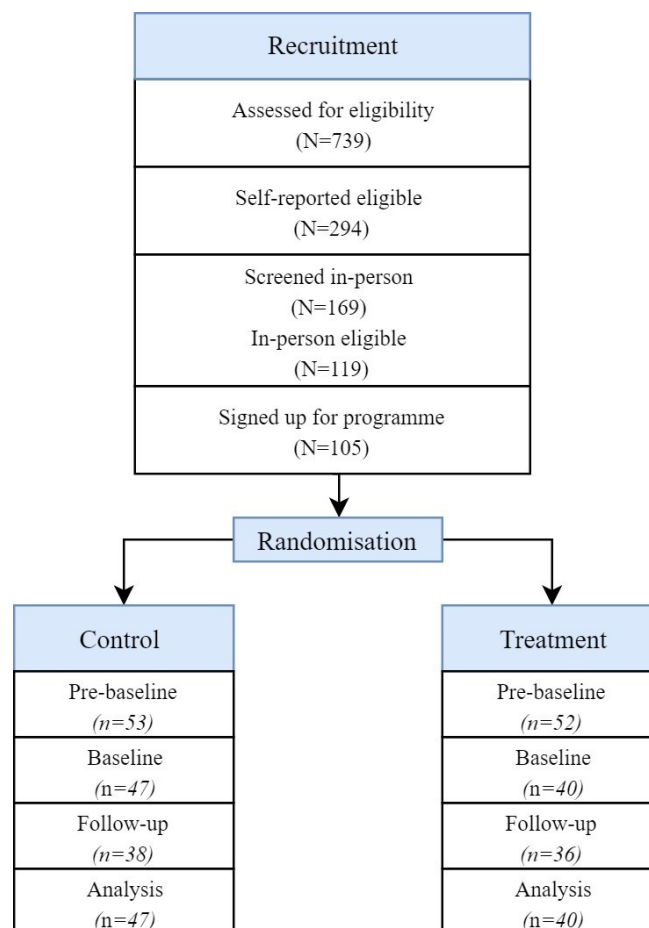 Recruitment
Assessed for eligibility
(N=739)
Self-reported eligible
(N=294)
Screened in-person
(N=169)
In-person eligible
(N=119)
Signed up for programme
(N=105)
Randomisation
Control
Pre-baseline
(n=53)
Baseline
(n=47)
Follow-up
(n=38)
Analysis
(n=47)
Treatment
Pre-baseline
(n=52)
Baseline
(n=40)
Follow-up
(n=36)
Analysis
(n=40)